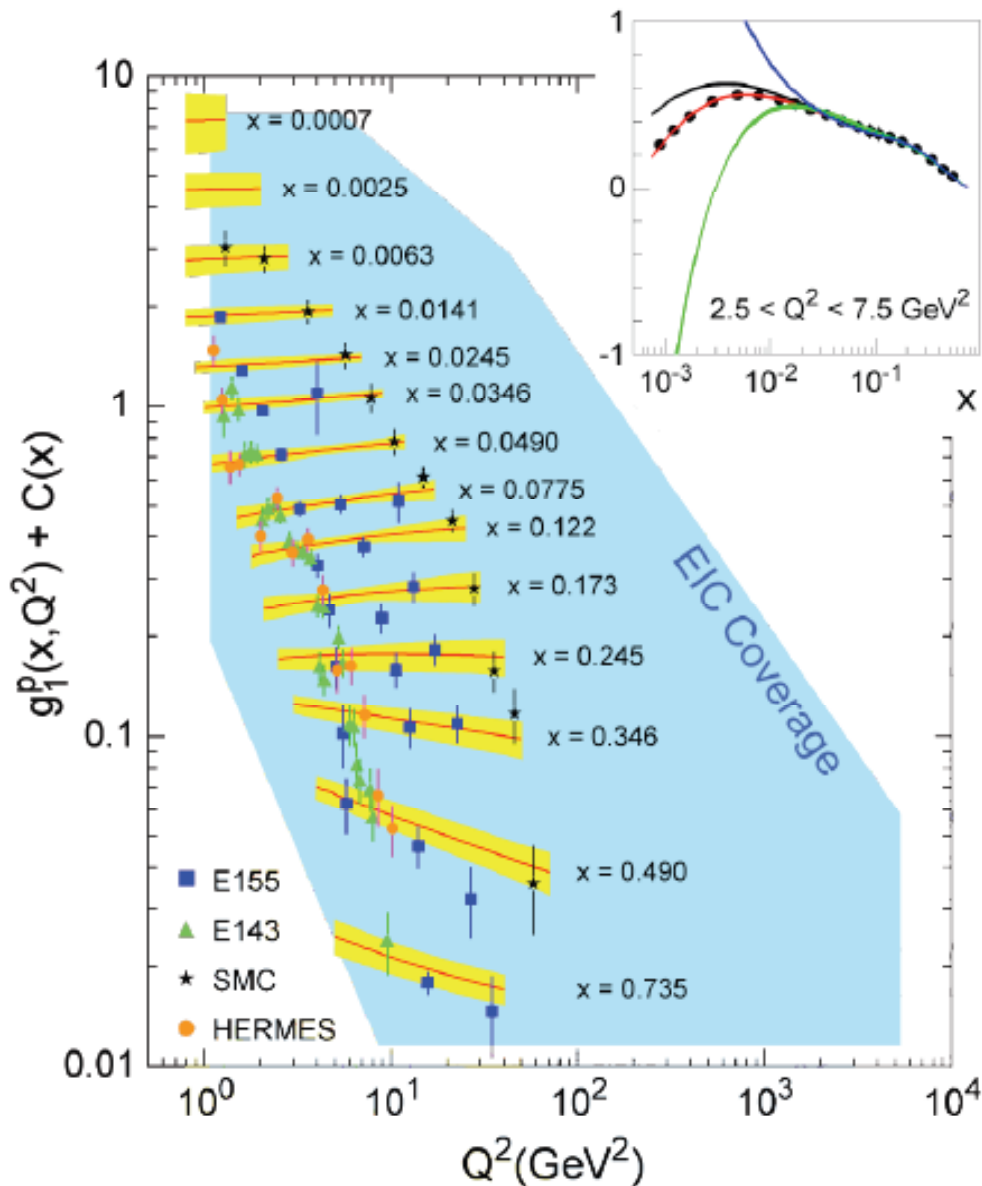 10
1
0.1
0.01
g₁ᵖ(x,Q²) + C(x)
x = 0.0007
x = 0.0025
x = 0.0063
x = 0.0141
x = 0.0245
x = 0.0346
x = 0.0490
x = 0.0775
x = 0.122
x = 0.173
x = 0.245
x = 0.346
x = 0.490
x = 0.735
EIC Coverage
E155
E143
SMC
HERMES
10⁰ 10¹ 10² 10³ 10⁴
Q²(GeV²)
1
0
-1
2.5 < Q² < 7.5 GeV²
10⁻³ 10⁻² 10⁻¹ x